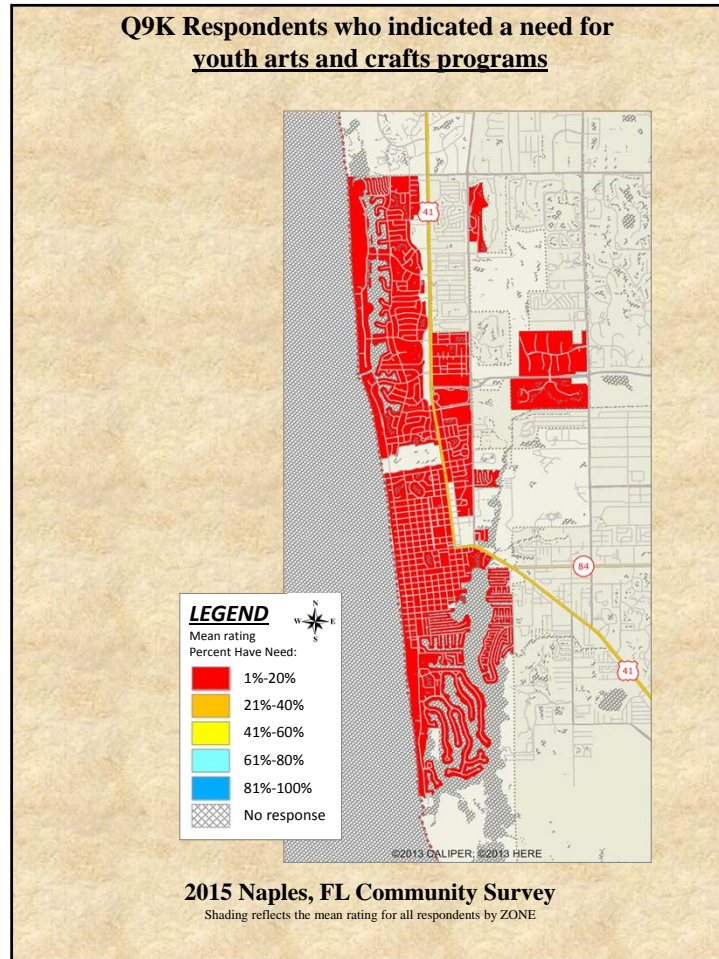 Q9K Respondents who indicated a need for
youth arts and crafts programs
41
84
41
LEGEND
N
W E
S
Mean rating
Percent Have Need:
1%-20%
21%-40%
41%-60%
61%-80%
81%-100%
No response
©2013 CALIPER; ©2013 HERE
2015 Naples, FL Community Survey
Shading reflects the mean rating for all respondents by ZONE